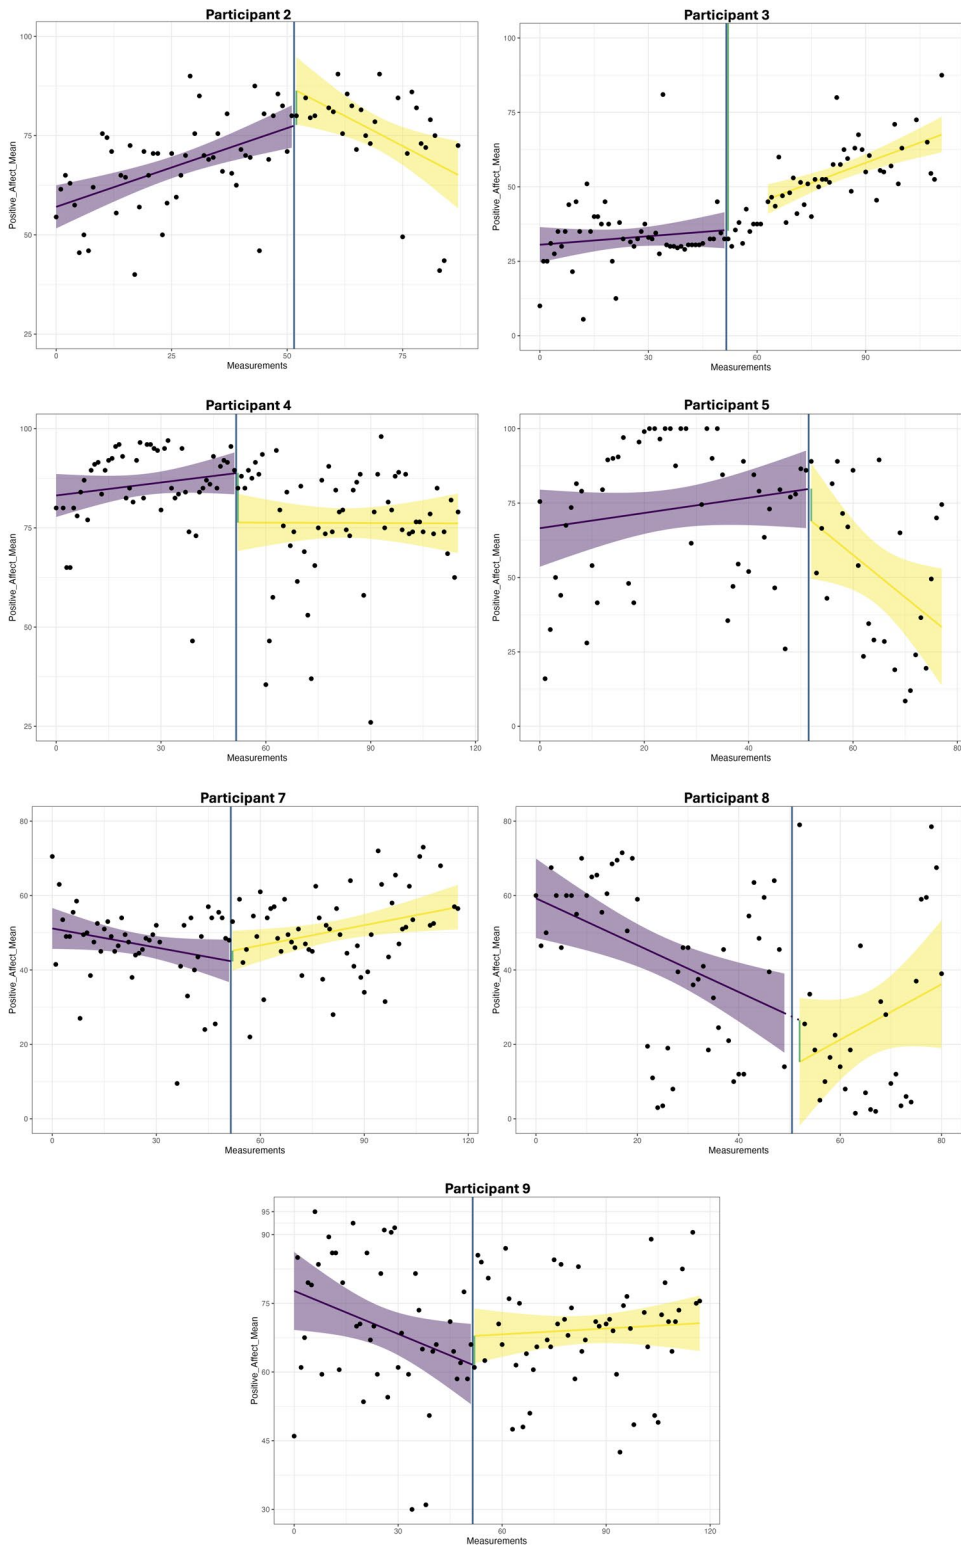 Participant 2
Positive_Affect_Mean
100
75
50
25
0 25 50 75
Measurements
Participant 3
Positive_Affect_Mean
100
75
50
25
0
0 30 60 90
Measurements
Participant 4
Positive_Affect_Mean
100
75
50
25
0 30 60 90 120
Measurements
Participant 5
Positive_Affect_Mean
100
75
50
25
0
0 20 40 60 80
Measurements
Participant 7
Positive_Affect_Mean
80
60
40
20
0
0 30 60 90 120
Measurements
Participant 8
Positive_Affect_Mean
80
60
40
20
0
0 20 40 60 80
Measurements
Participant 9
Positive_Affect_Mean
95
90
75
60
45
30
0 30 60 90 120
Measurements